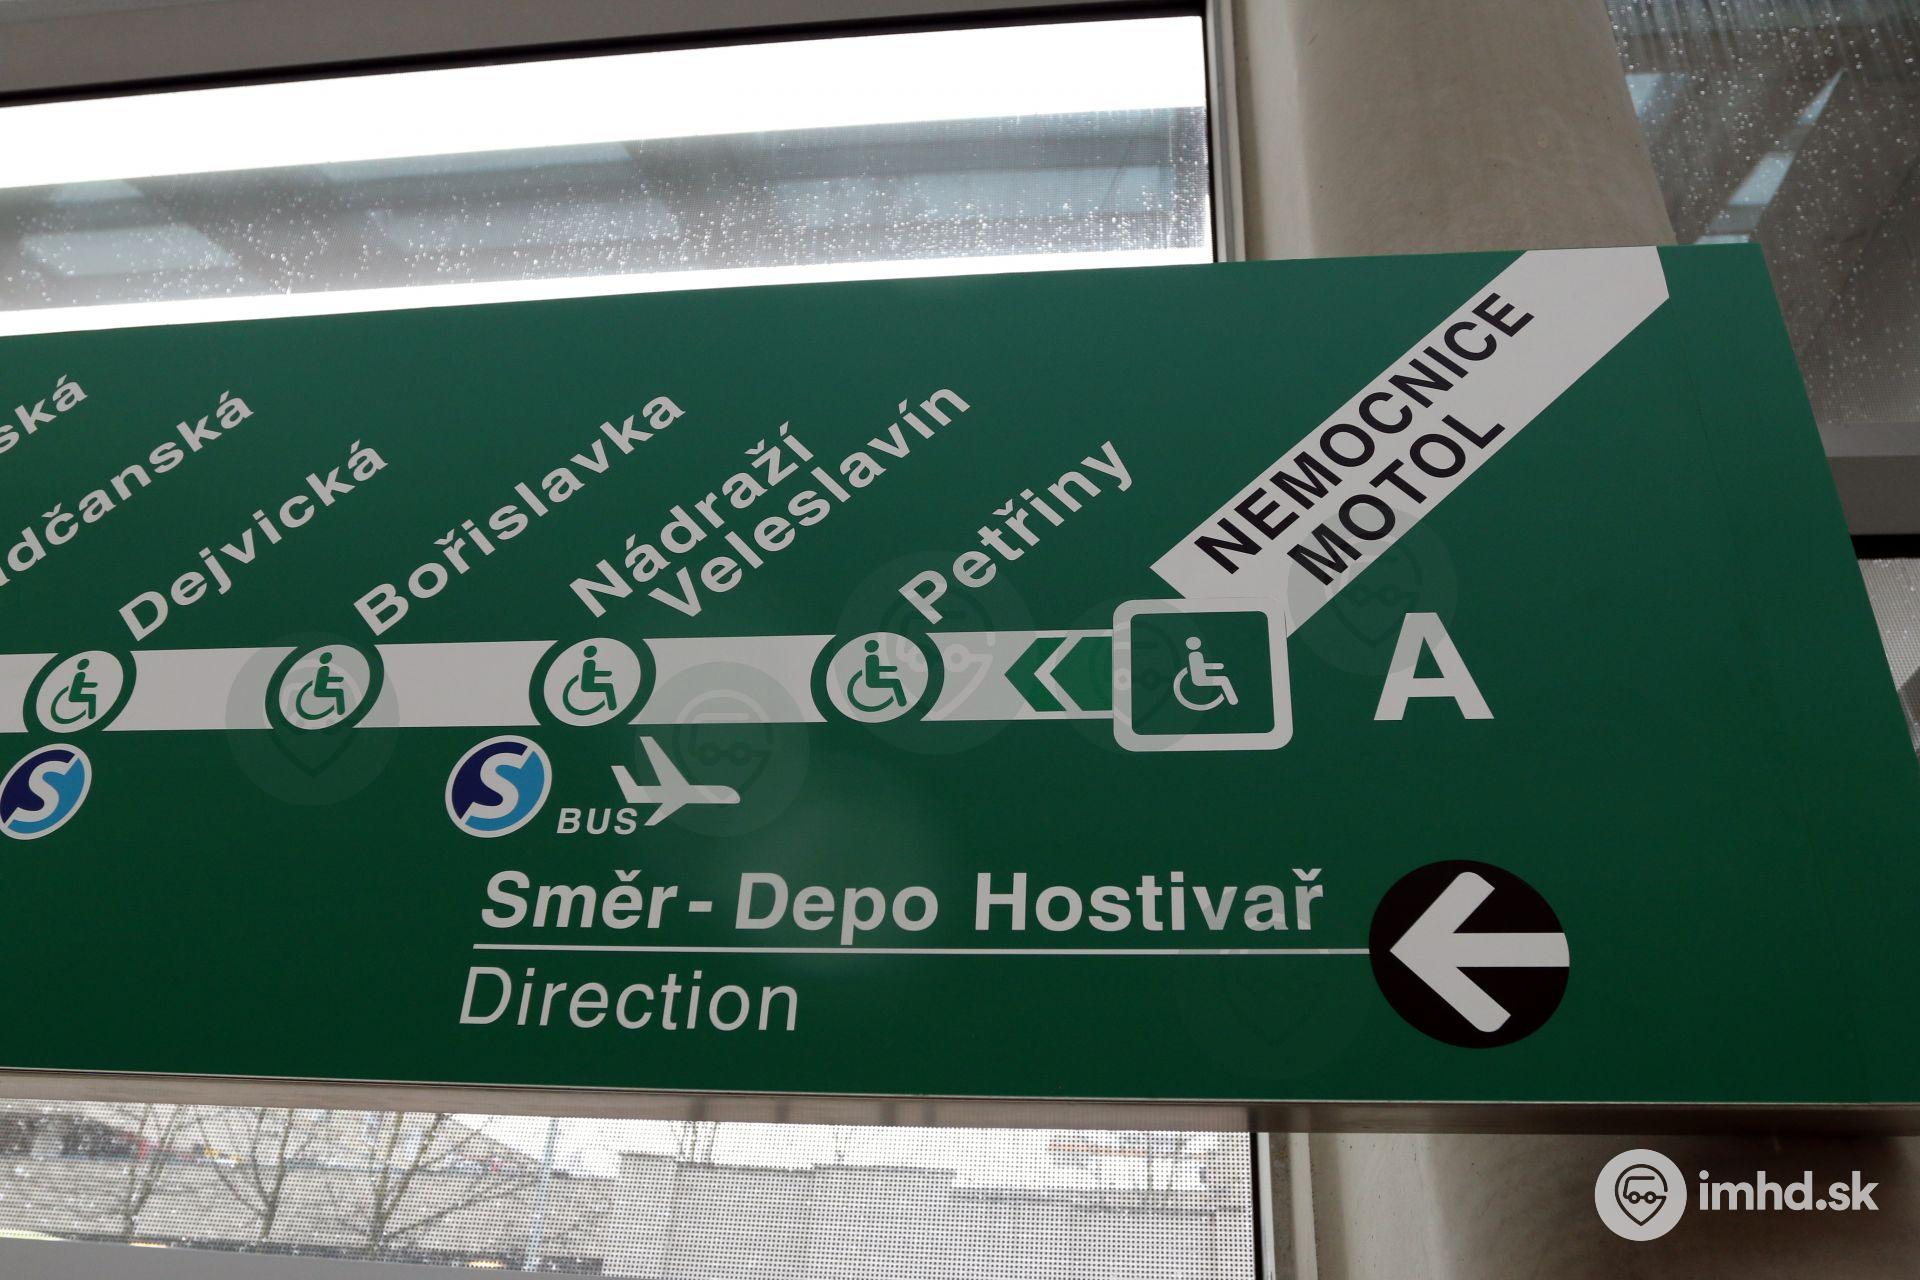 Dejvická
Bořislavka
Nádraží
Veleslavín
Petřiny
NEMOCNICE
MOTOL
A
S
S
BUS
Směr - Depo Hostivař
Direction
imhd.sk